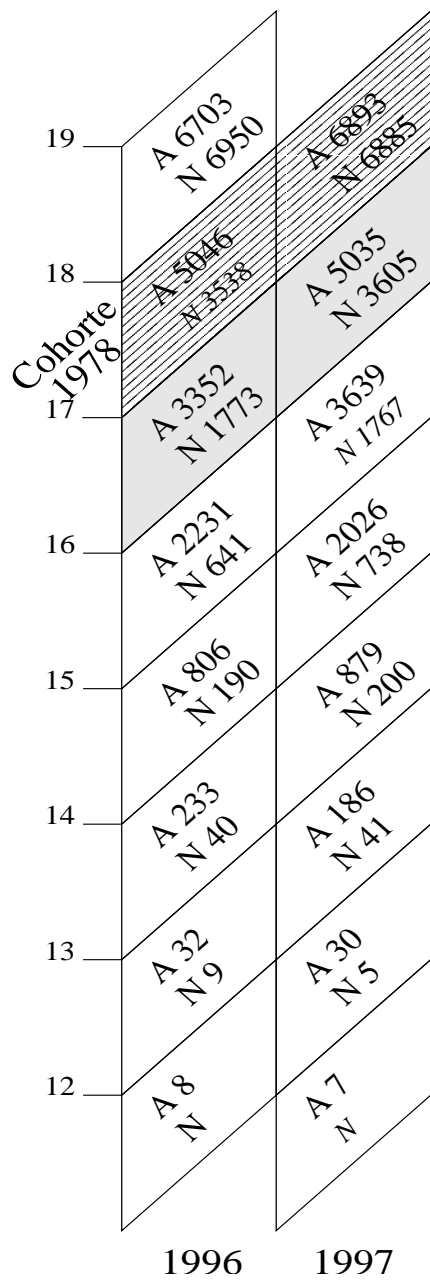 19
A 6703
N 6950
A 6893
N 6885
18
A 5046
N 3538
A 5035
N 3605
Cohorte
1978
17
A 3352
N 1773
A 3639
N 1767
16
A 2231
N 641
A 2026
N 738
15
A 806
N 190
A 879
N 200
14
A 233
N 40
A 186
N 41
13
A 32
N 9
A 30
N 5
12
A 8
N
A 7
N
1996
1997